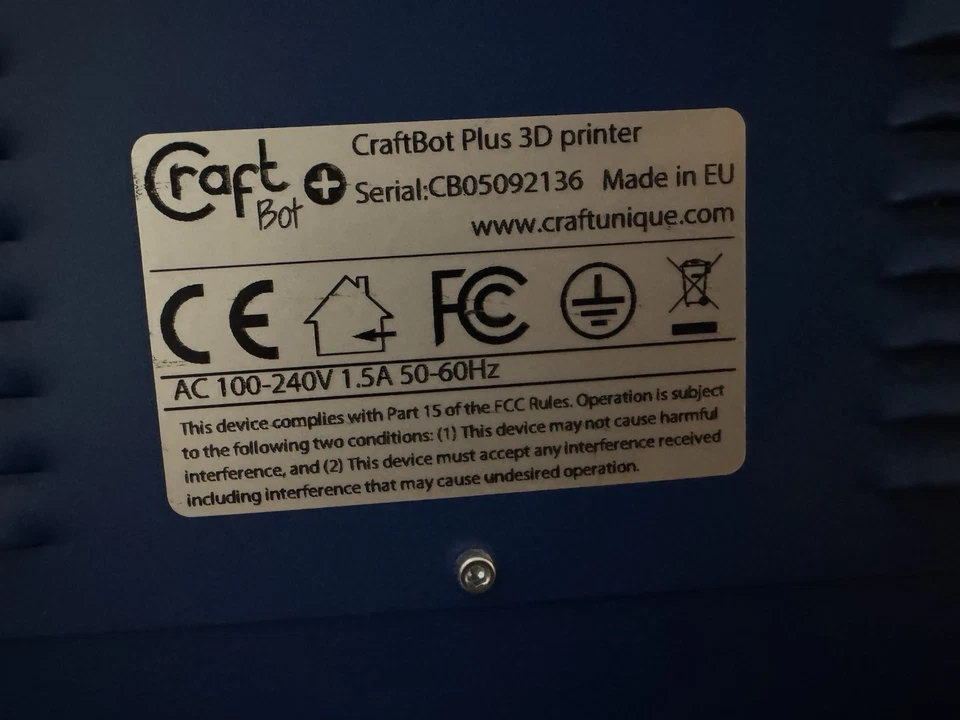 Craft
Bot +
CraftBot Plus 3D printer
Serial:CB05092136 Made in EU
www.craftunique.com
CE FC
AC 100-240V 1.5A 50-60Hz
This device complies with Part 15 of the FCC Rules. Operation is subject
to the following two conditions: (1) This device may not cause harmful
interference, and (2) This device must accept any interference received
including interference that may cause undesired operation.